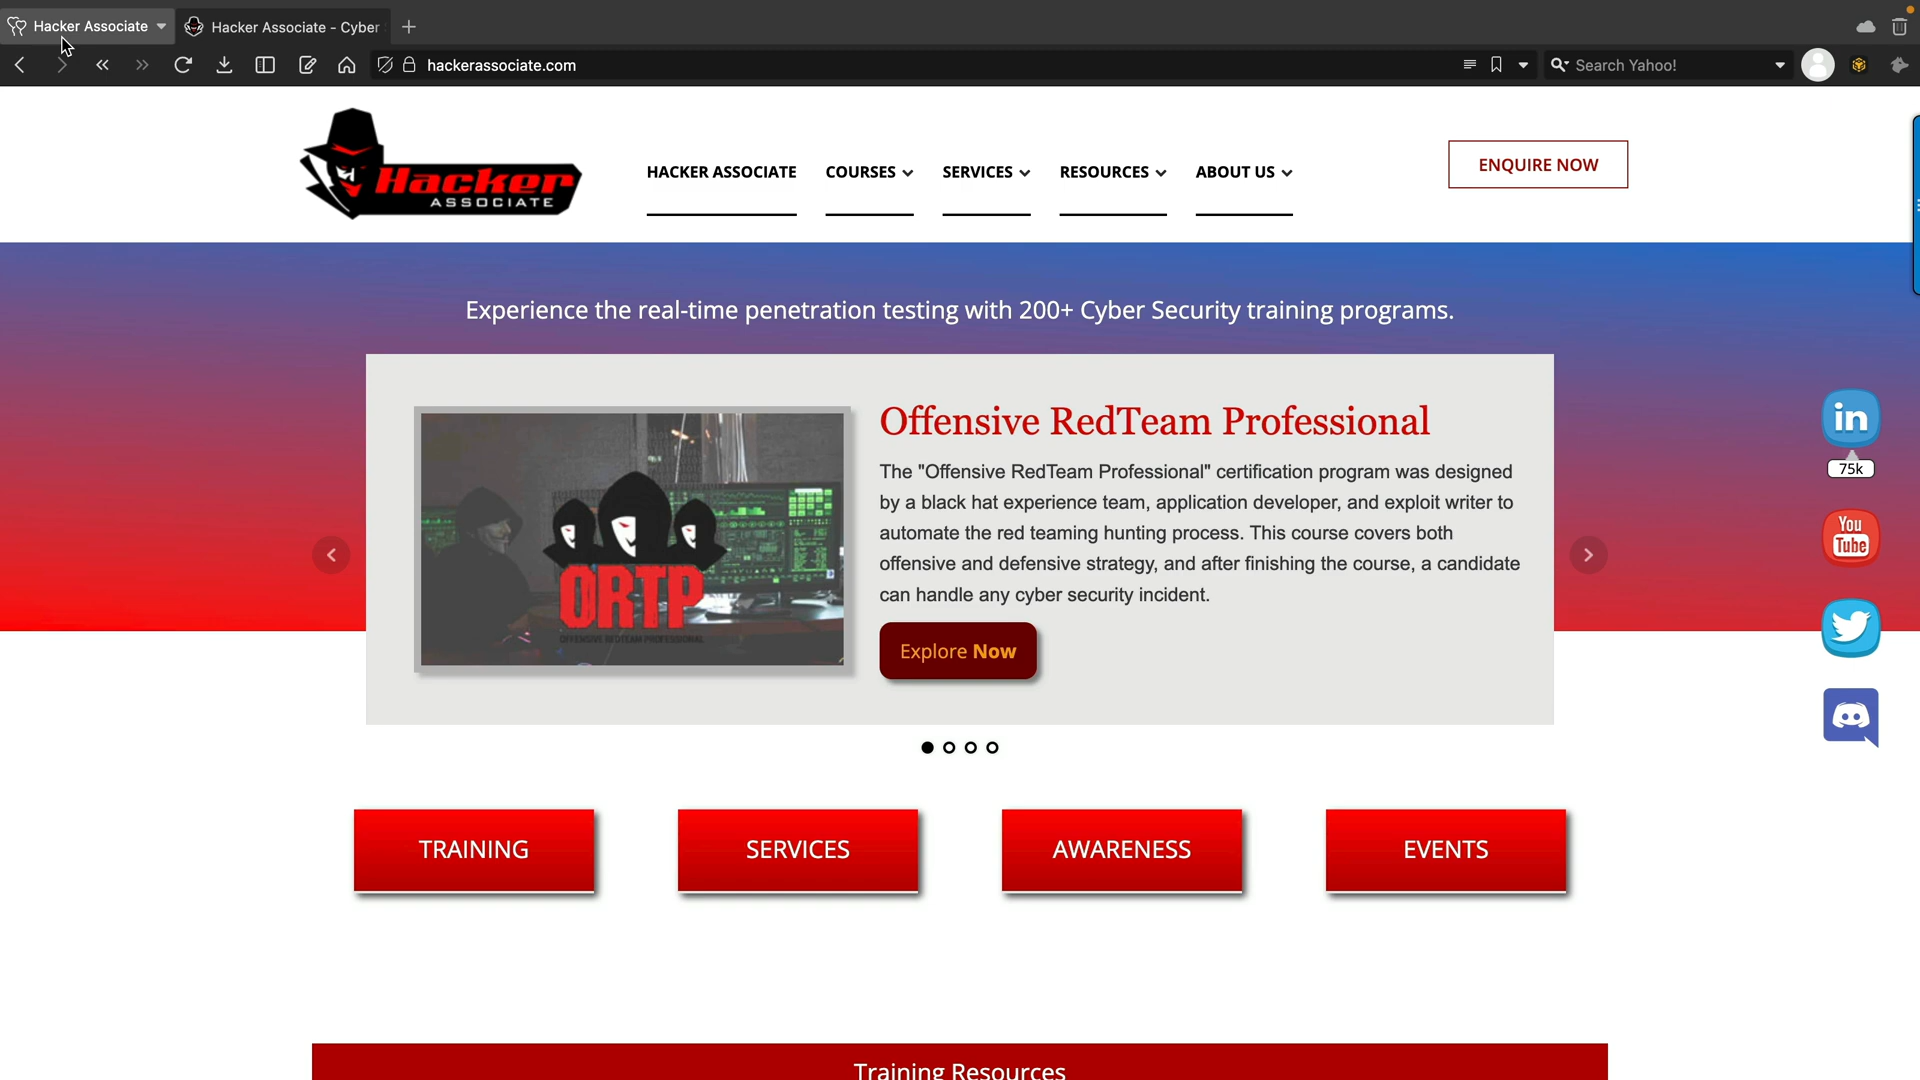 Hacker Associate
Hacker Associate - Cyber
hackerassociate.com
Search Yahoo!
Hacker
ASSOCIATE
HACKER ASSOCIATE
COURSES
SERVICES
RESOURCES
ABOUT US
ENQUIRE NOW
Experience the real-time penetration testing with 200+ Cyber Security training programs.
ORTP
OFFENSIVE REDTEAM PROFESSIONAL
Offensive RedTeam Professional
The "Offensive RedTeam Professional" certification program was designed
by a black hat experience team, application developer, and exploit writer to
automate the red teaming hunting process. This course covers both
offensive and defensive strategy, and after finishing the course, a candidate
can handle any cyber security incident.
Explore Now
in
75k
You
Tube
TRAINING
SERVICES
AWARENESS
EVENTS
Training Resources